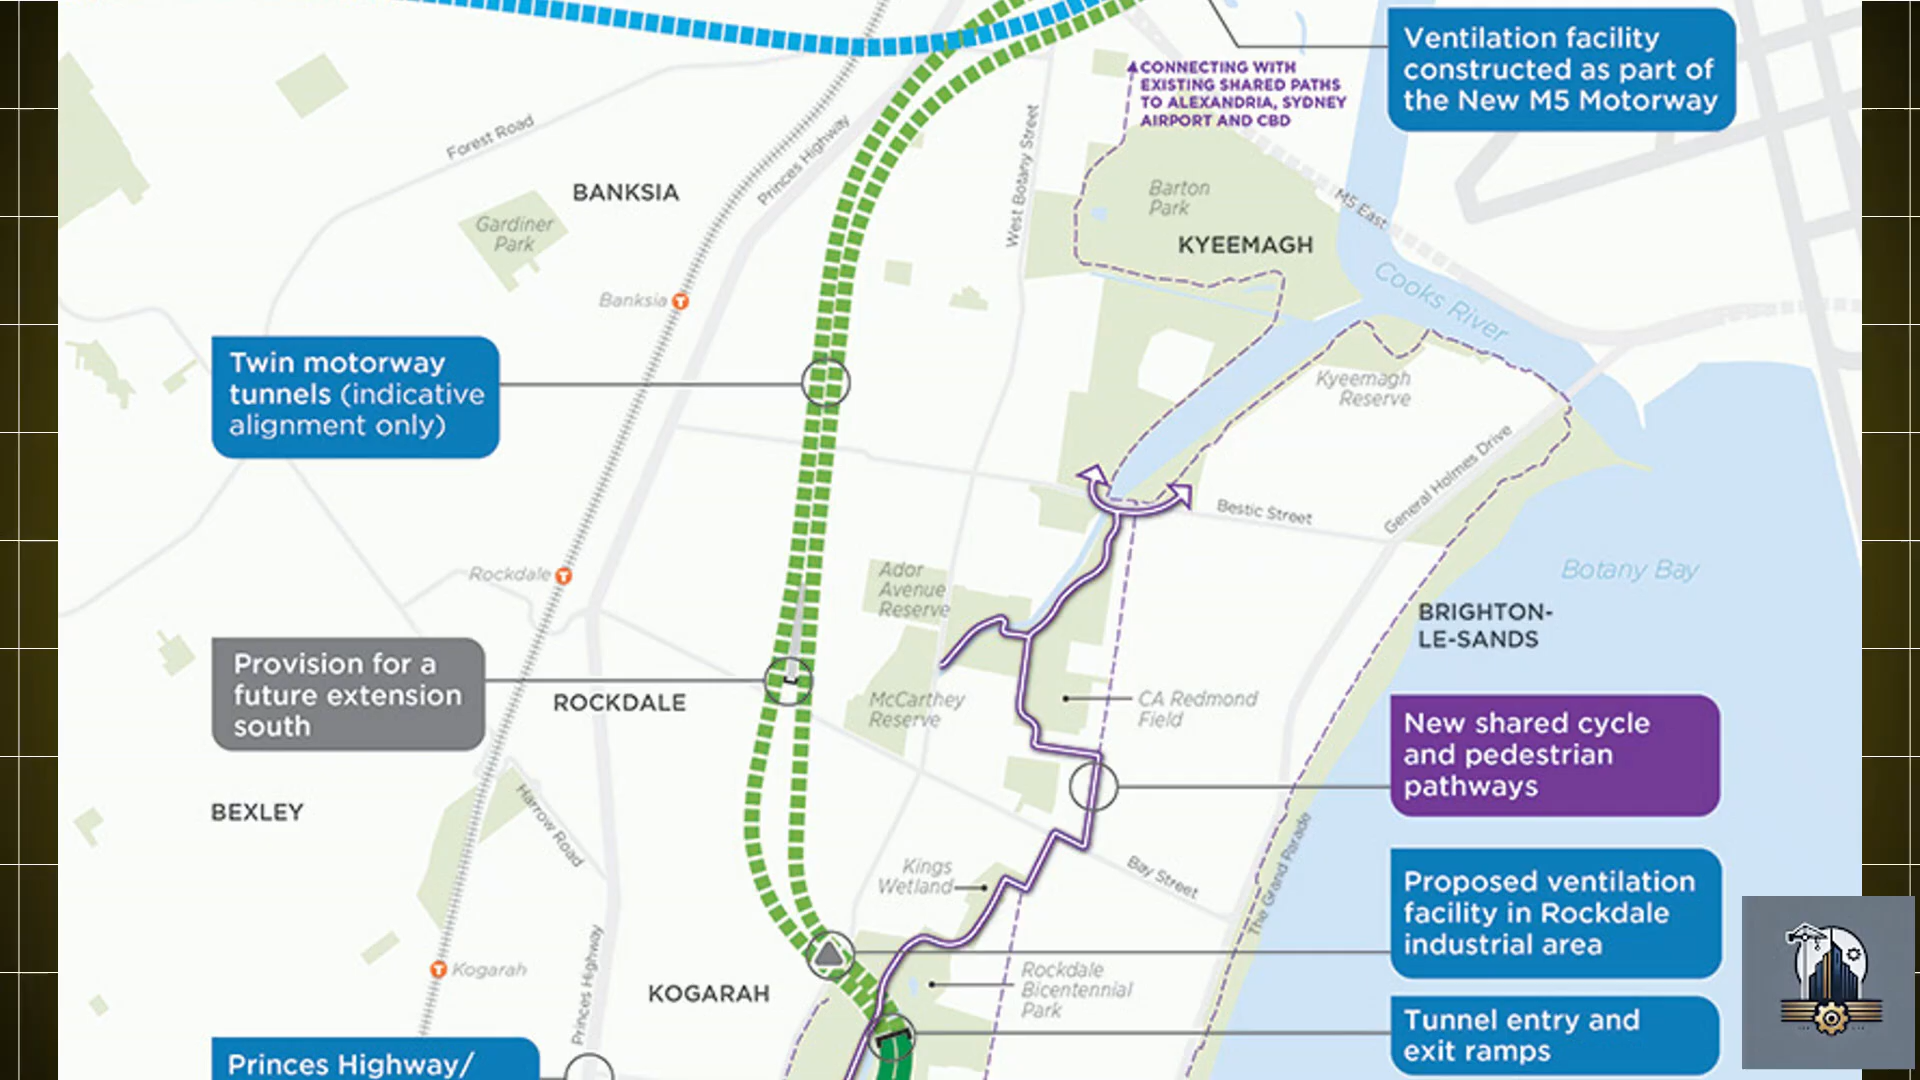 Ventilation facility
constructed as part of
the New M5 Motorway
CONNECTING WITH
EXISTING SHARED PATHS
TO ALEXANDRIA, SYDNEY
AIRPORT AND CBD
Forest Road
Princes Highway
West Botany Street
BANKSIA
Gardiner
Park
Barton
Park
M5 East
KYEEMAGH
Cooks River
Banksia
T
Twin motorway
tunnels (indicative
alignment only)
Kyeemagh
Reserve
General Holmes Drive
Bestic Street
Rockdale
T
Ador
Avenue
Reserve
Botany Bay
BRIGHTON-
LE-SANDS
Provision for a
future extension
south
ROCKDALE
McCarthey
Reserve
CA Redmond
Field
New shared cycle
and pedestrian
pathways
BEXLEY
Harrow Road
Kings
Wetland
Bay Street
The Grand Parade
Proposed ventilation
facility in Rockdale
industrial area
T
Kogarah
Princes Highway
KOGARAH
Rockdale
Bicentennial
Park
Tunnel entry and
exit ramps
Princes Highway/